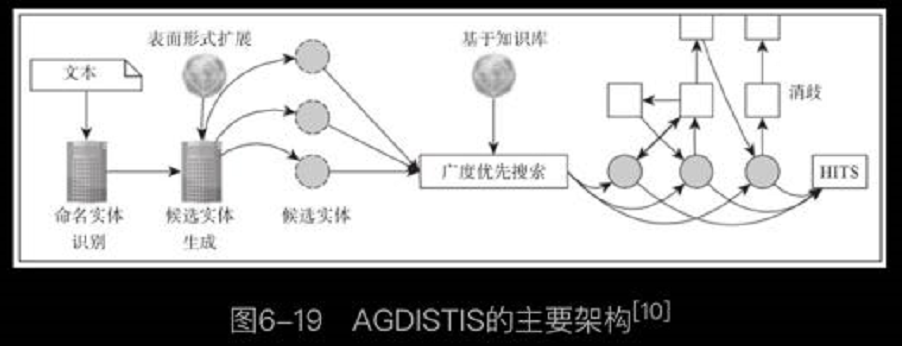 表面形式扩展
基于知识库
文本
消歧
广度优先搜索
HITS
命名实体
识别
候选实体
生成
候选实体
图6-19 AGDISTIS的主要架构[10]